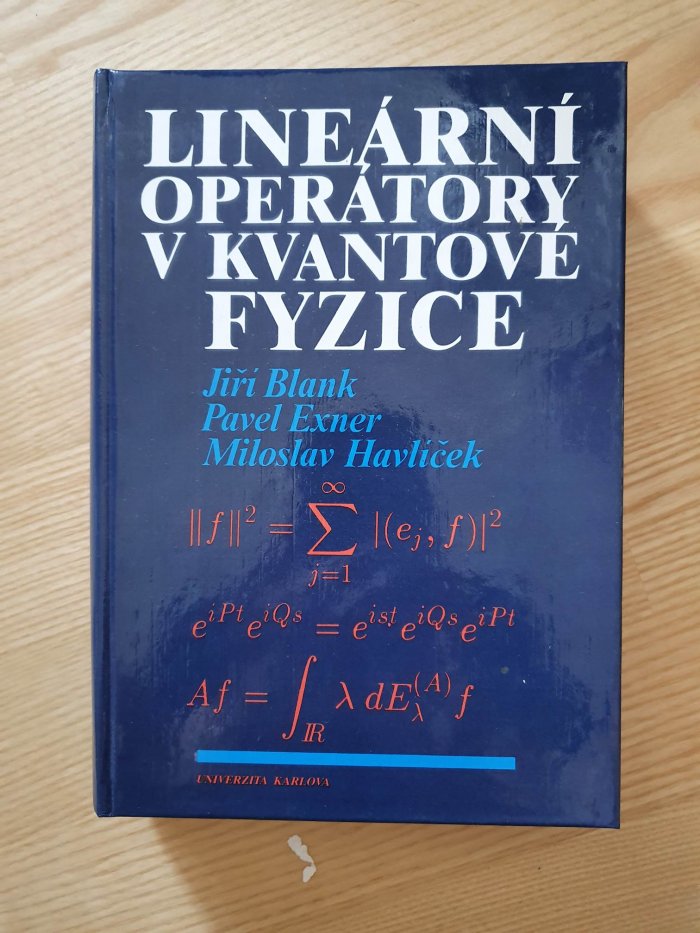 LINEÁRNÍ
OPERÁTORY
V KVANTOVÉ
FYZICE
Jiří Blank
Pavel Exner
Miloslav Havlíček
‖f‖² = ∑_{j=1}^{∞} |(e_j, f)|²
e^{iPt}e^{iQs} = e^{ist}e^{iQs}e^{iPt}
Af = ∫_{ℝ} λ dE_λ^{(A)} f
UNIVERZITA KARLOVA